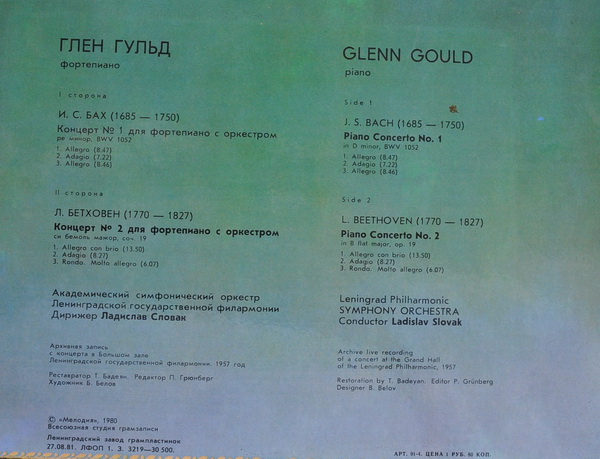 ГЛЕН ГУЛЬД
фортепиано
I сторона
И. С. БАХ (1685 — 1750)
Концерт № 1 для фортепиано с оркестром
ре минор, BWV 1052
1. Allegro (8.47)
2. Adagio (7.22)
3. Allegro (8.46)
II сторона
Л. БЕТХОВЕН (1770 — 1827)
Концерт № 2 для фортепиано с оркестром
си бемоль мажор, соч. 19
1. Allegro con brio (13.50)
2. Adagio (8.27)
3. Rondo. Molto allegro (6.07)
Академический симфонический оркестр
Ленинградской государственной филармонии
Дирижер Ладислав Словак
Архивная запись
с концерта в Большом зале
Ленинградской государственной филармонии. 1957 год
Реставратор Т. Бадеян. Редактор П. Грюнберг
Художник Б. Белов
© «Мелодия», 1980
Всесоюзная студия грамзаписи
Ленинградский завод грампластинок
27.08.81. ЛФОП 1. З. 3219—30 500.
GLENN GOULD
piano
Side 1
J. S. BACH (1685 — 1750)
Piano Concerto No. 1
in D minor, BWV 1052
1. Allegro (8.47)
2. Adagio (7.22)
3. Allegro (8.46)
Side 2
L. BEETHOVEN (1770 — 1827)
Piano Concerto No. 2
in B flat major, op. 19
1. Allegro con brio (13.50)
2. Adagio (8.27)
3. Rondo. Molto allegro (6.07)
Leningrad Philharmonic
SYMPHONY ORCHESTRA
Conductor Ladislav Slovak
Archive live recording
of a concert at the Grand Hall
of the Leningrad Philharmonic, 1957
Restoration by T. Badeyan. Editor P. Grünberg
Designer B. Belov
АРТ. 91-4. ЦЕНА 1 РУБ. 90 КОП.